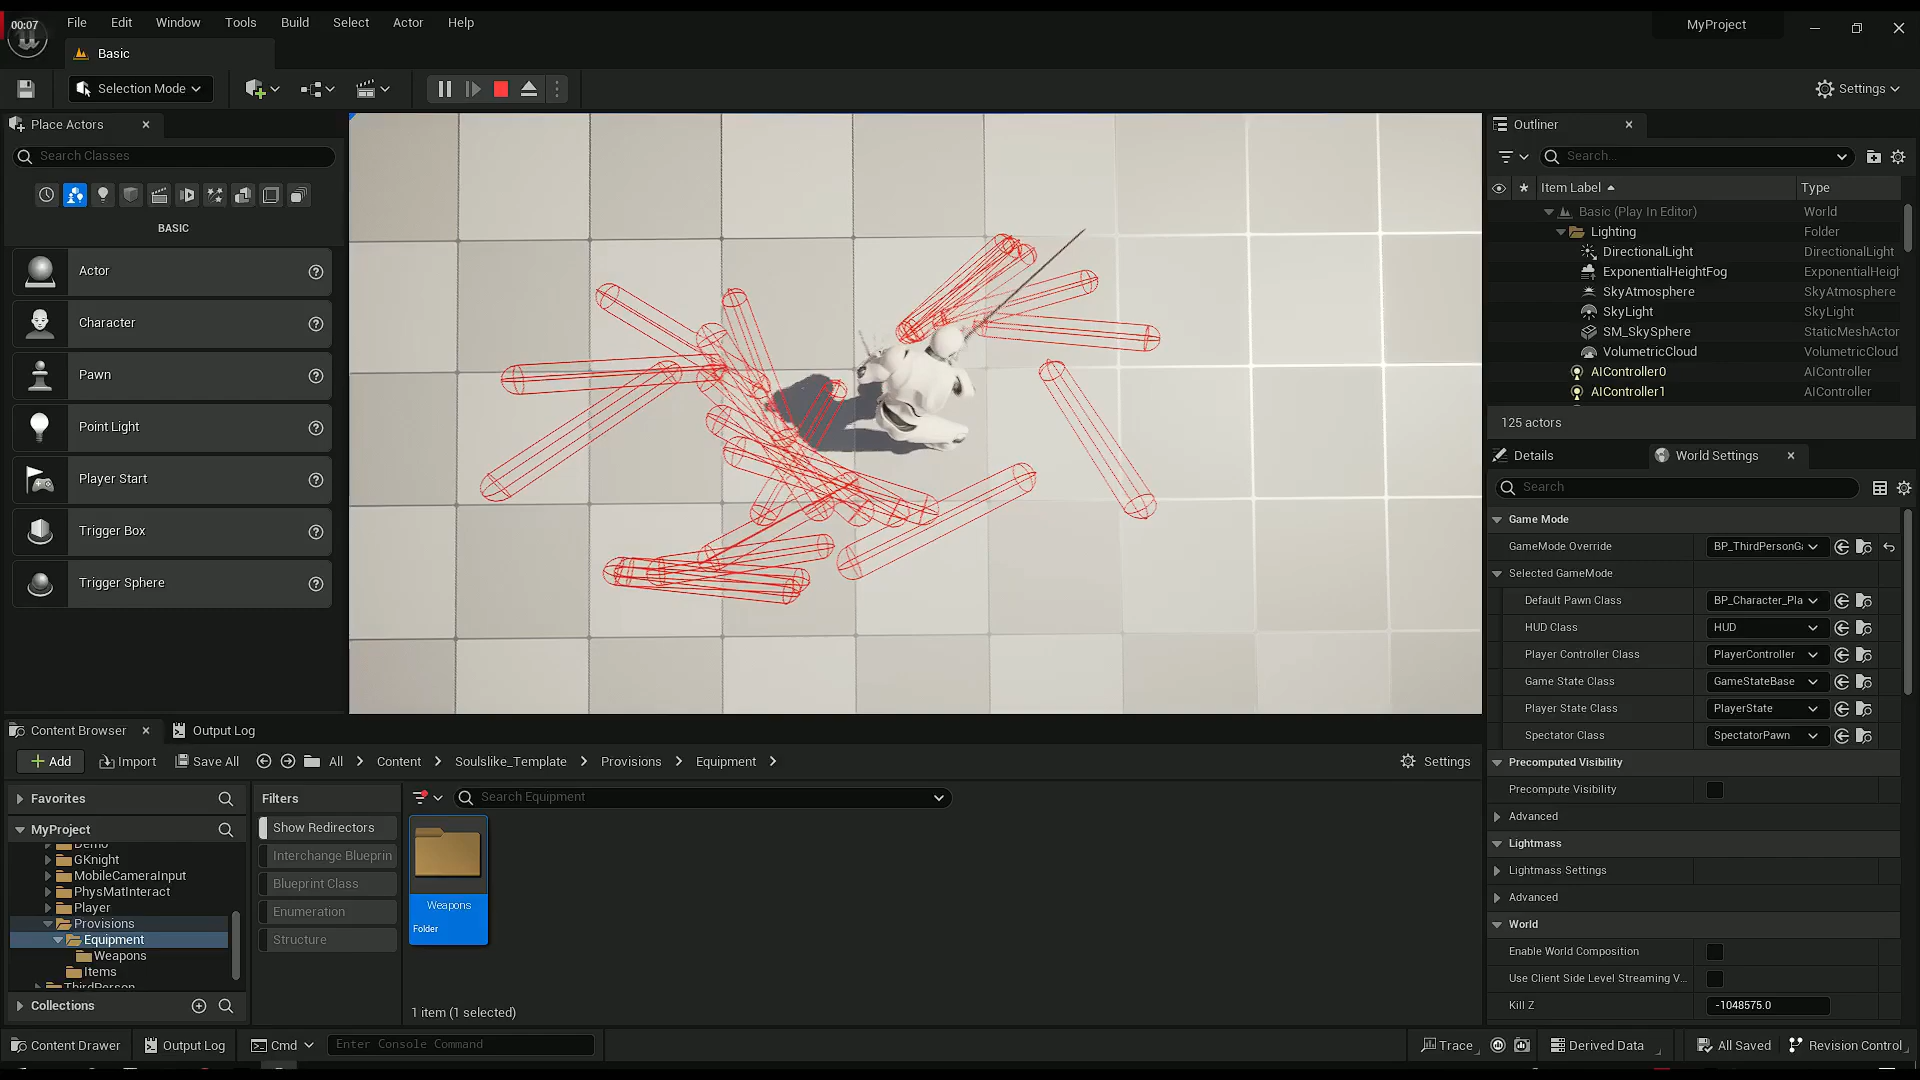 00:07
File
Edit
Window
Tools
Build
Select
Actor
Help
MyProject
Basic
Selection Mode
Settings
Place Actors
Search Classes
BASIC
Actor
Character
Pawn
Point Light
Player Start
Trigger Box
Trigger Sphere
Outliner
Search...
Item Label
Type
Basic (Play In Editor)
World
Lighting
Folder
DirectionalLight
DirectionalLight
ExponentialHeightFog
ExponentialHeigh
SkyAtmosphere
SkyAtmosphere
SkyLight
SkyLight
SM_SkySphere
StaticMeshActor
VolumetricCloud
VolumetricCloud
AIController0
AIController
AIController1
AIController
125 actors
Details
World Settings
Search
Game Mode
GameMode Override
BP_ThirdPersonGa
Selected GameMode
Default Pawn Class
BP_Character_Pla
HUD Class
HUD
Player Controller Class
PlayerController
Game State Class
GameStateBase
Player State Class
PlayerState
Spectator Class
SpectatorPawn
Precomputed Visibility
Precompute Visibility
Advanced
Lightmass
Lightmass Settings
Advanced
World
Enable World Composition
Use Client Side Level Streaming V...
Kill Z
-1048575.0
Content Browser
Output Log
Add
Import
Save All
All
Content
Soulslike_Template
Provisions
Equipment
Settings
Favorites
MyProject
Demo
GKnight
MobileCameraInput
PhysMatInteract
Player
Provisions
Equipment
Weapons
Items
ThirdPerson
Collections
Filters
Show Redirectors
Interchange Blueprin
Blueprint Class
Enumeration
Structure
Search Equipment
Weapons
Folder
1 item (1 selected)
Content Drawer
Output Log
Cmd
Enter Console Command
Trace
Derived Data
All Saved
Revision Control